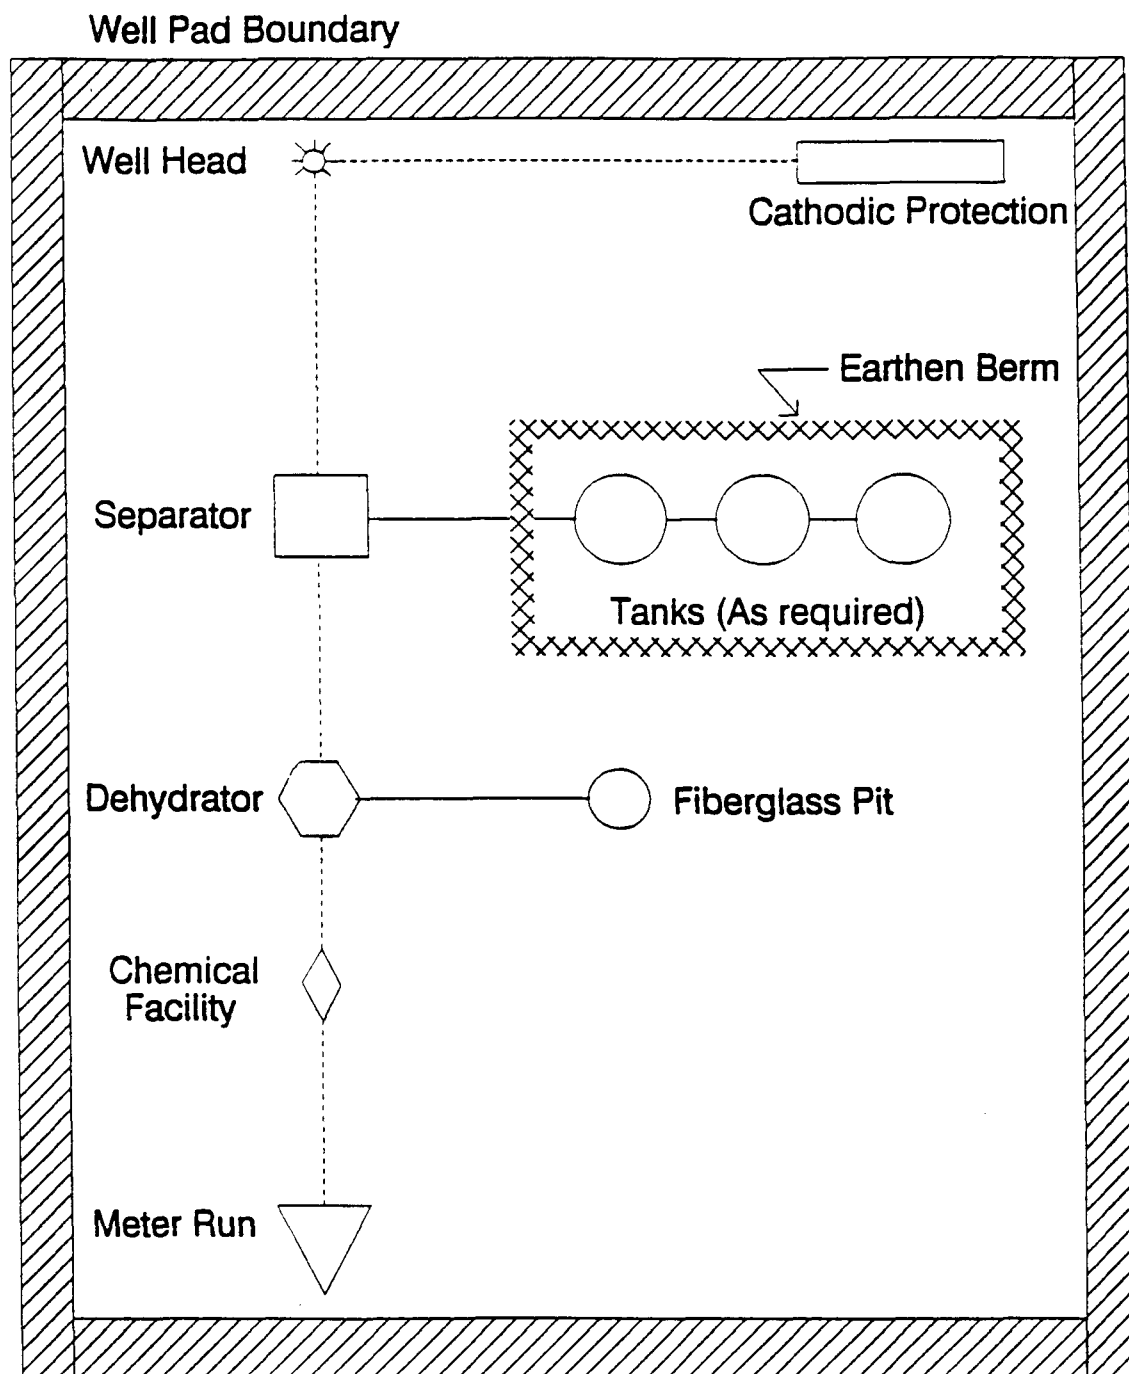 Well Pad Boundary
Well Head
Cathodic Protection
Earthen Berm
Separator
Tanks (As required)
Dehydrator
Fiberglass Pit
Chemical
Facility
Meter Run